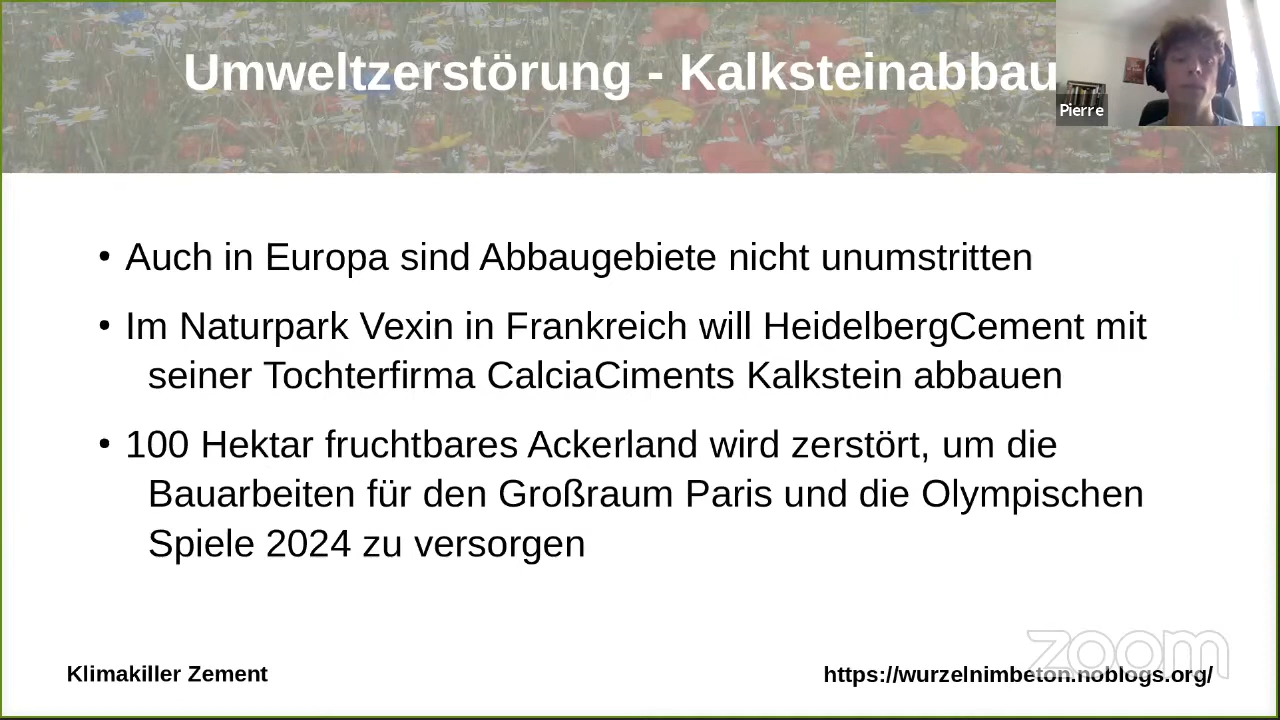 Umweltzerstörung - Kalksteinabbau
Pierre
• Auch in Europa sind Abbaugebiete nicht unumstritten
• Im Naturpark Vexin in Frankreich will HeidelbergCement mit
seiner Tochterfirma CalciaCiments Kalkstein abbauen
• 100 Hektar fruchtbares Ackerland wird zerstört, um die
Bauarbeiten für den Großraum Paris und die Olympischen
Spiele 2024 zu versorgen
zoom
Klimakiller Zement
https://wurzelnimbeton.noblogs.org/